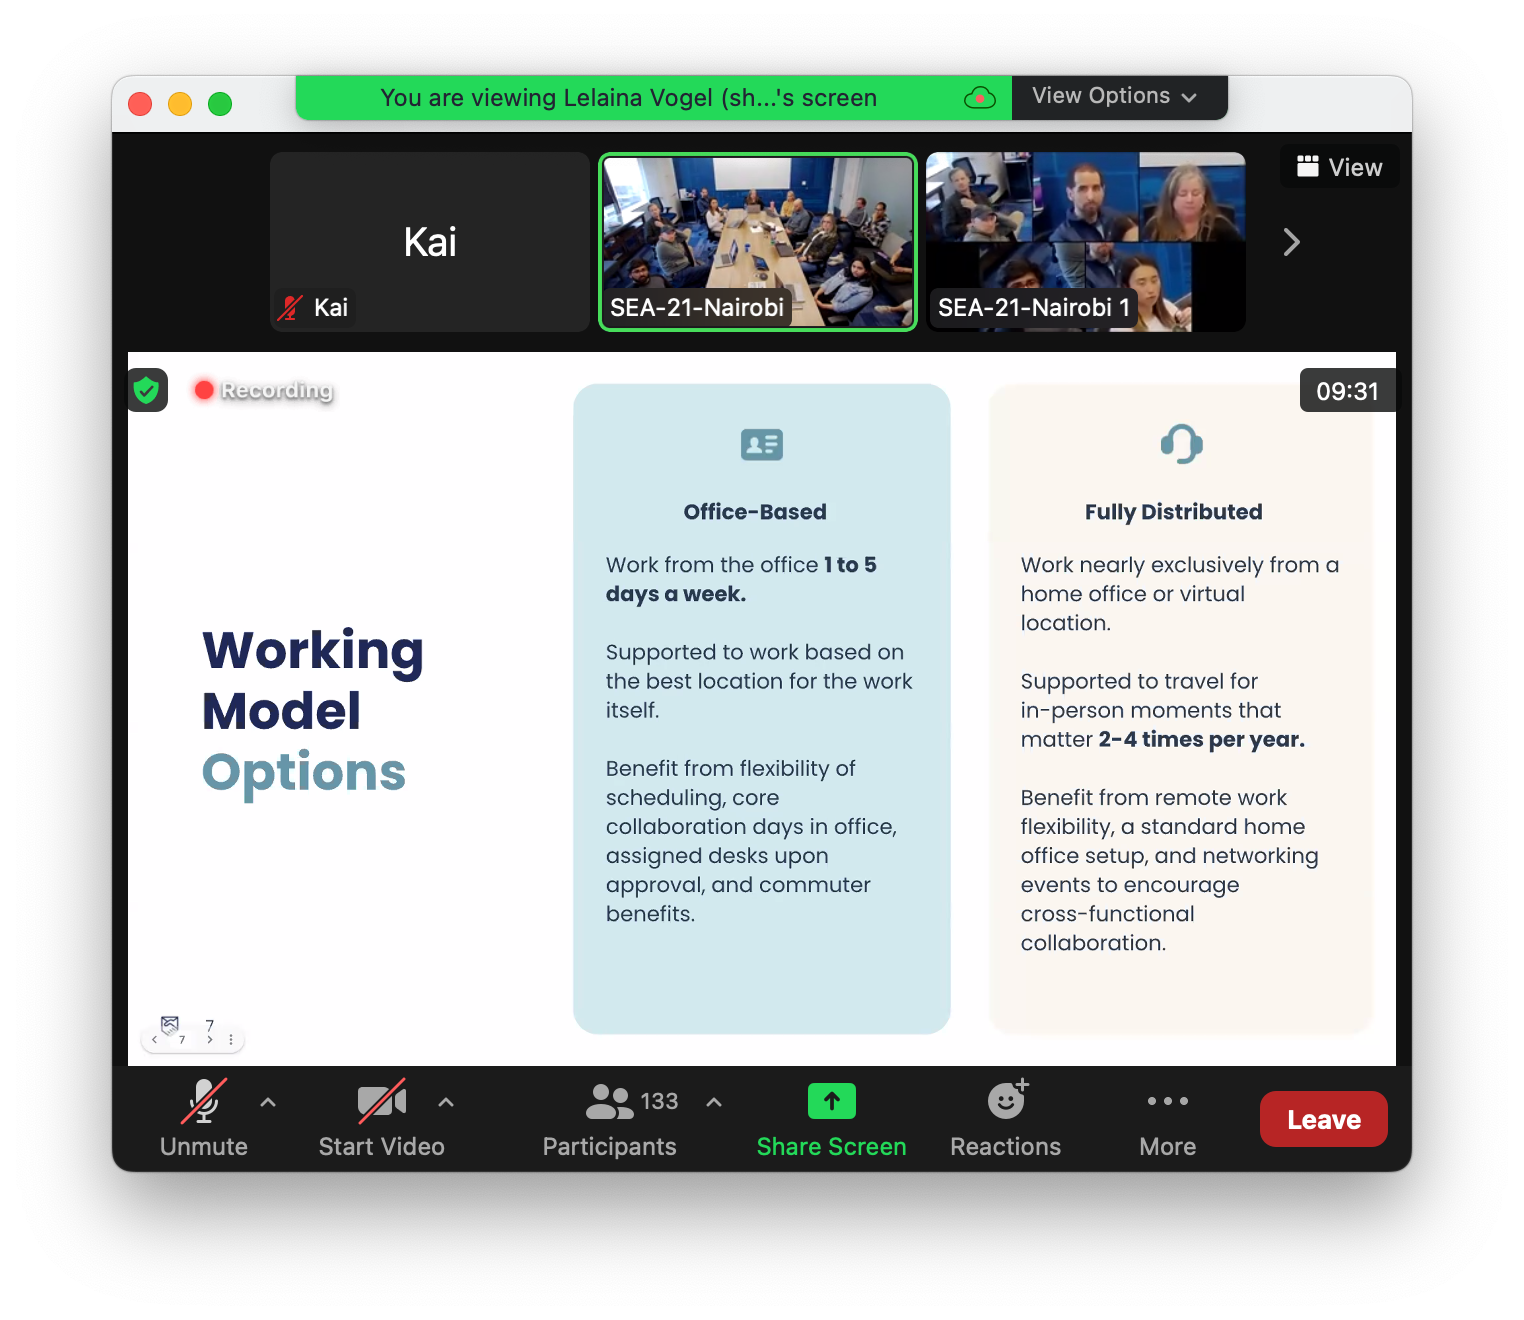 You are viewing Lelaina Vogel (sh...'s screen
View Options
View
Kai
Kai
SEA-21-Nairobi
SEA-21-Nairobi 1
Recording
09:31
Working
Model
Options
Office-Based
Work from the office 1 to 5
days a week.
Supported to work based on
the best location for the work
itself.
Benefit from flexibility of
scheduling, core
collaboration days in office,
assigned desks upon
approval, and commuter
benefits.
Fully Distributed
Work nearly exclusively from a
home office or virtual
location.
Supported to travel for
in-person moments that
matter 2-4 times per year.
Benefit from remote work
flexibility, a standard home
office setup, and networking
events to encourage
cross-functional
collaboration.
7
7
Unmute
Start Video
133
Participants
Share Screen
Reactions
More
Leave